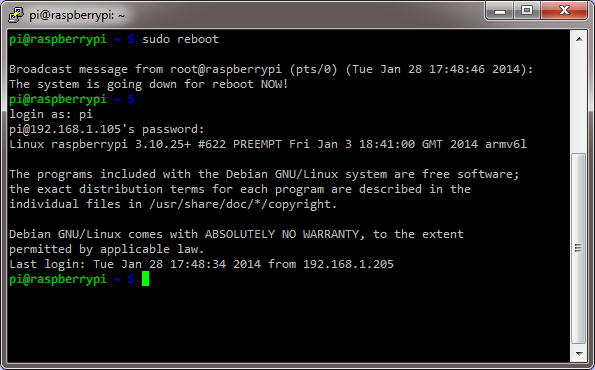 pi@raspberrypi: ~
pi@raspberrypi ~ $ sudo reboot
Broadcast message from root@raspberrypi (pts/0) (Tue Jan 28 17:48:46 2014):
The system is going down for reboot NOW!
pi@raspberrypi ~ $
login as: pi
pi@192.168.1.105's password:
Linux raspberrypi 3.10.25+ #622 PREEMPT Fri Jan 3 18:41:00 GMT 2014 armv6l
The programs included with the Debian GNU/Linux system are free software;
the exact distribution terms for each program are described in the
individual files in /usr/share/doc/*/copyright.
Debian GNU/Linux comes with ABSOLUTELY NO WARRANTY, to the extent
permitted by applicable law.
Last login: Tue Jan 28 17:48:34 2014 from 192.168.1.205
pi@raspberrypi ~ $